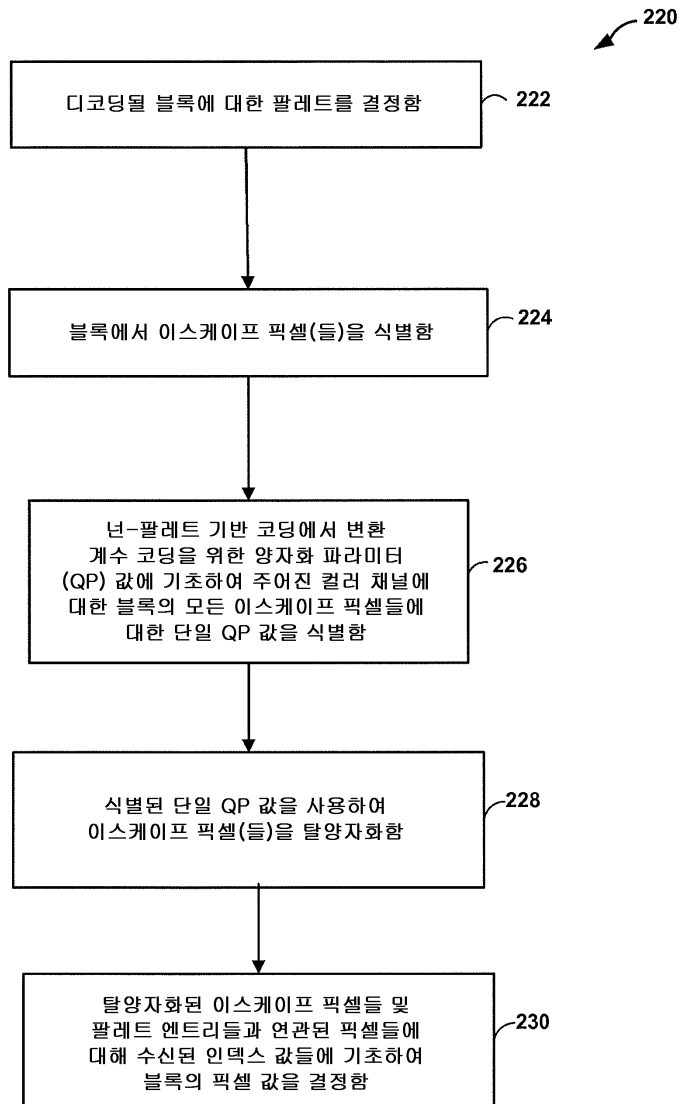 220
디코딩될 블록에 대한 팔레트를 결정함
222
블록에서 이스케이프 픽셀(들)을 식별함
224
넌-팔레트 기반 코딩에서 변환
계수 코딩을 위한 양자화 파라미터
(QP) 값에 기초하여 주어진 컬러 채널에
대한 블록의 모든 이스케이프 픽셀들에
대한 단일 QP 값을 식별함
226
식별된 단일 QP 값을 사용하여
이스케이프 픽셀(들)을 탈양자화함
228
탈양자화된 이스케이프 픽셀들 및
팔레트 엔트리들과 연관된 픽셀들에
대해 수신된 인덱스 값들에 기초하여
블록의 픽셀 값을 결정함
230